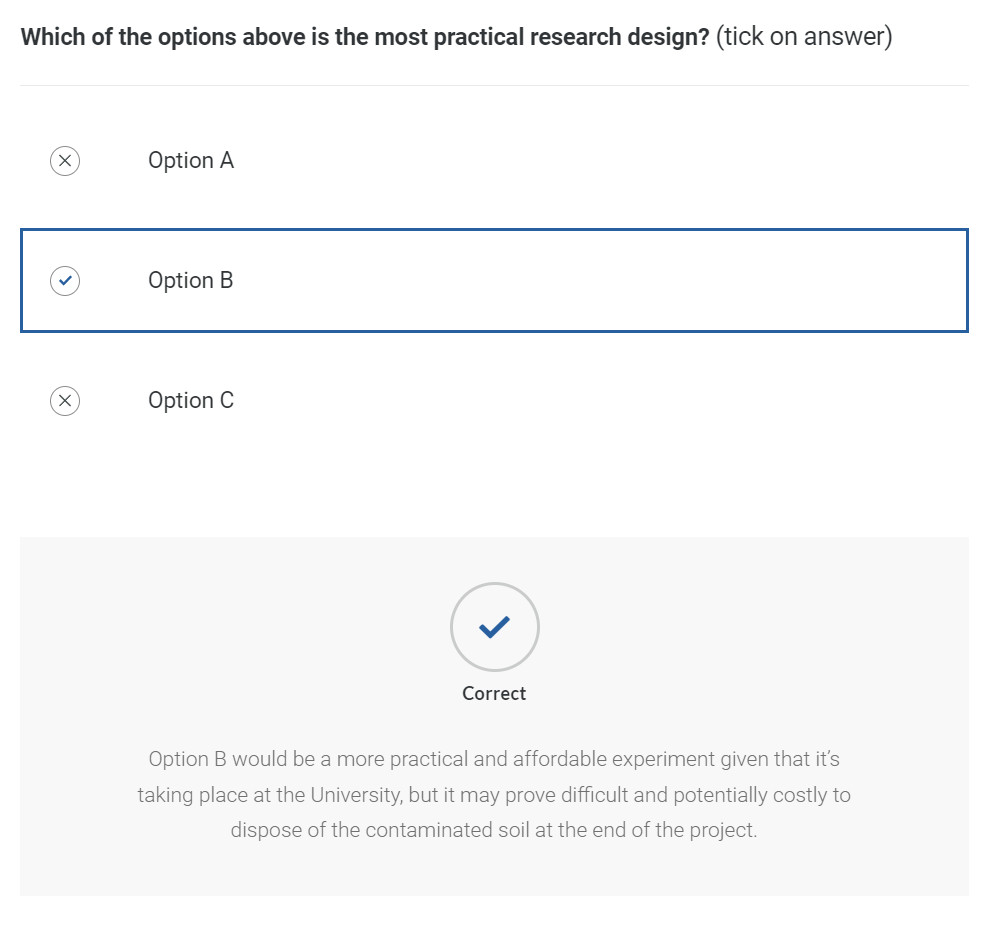 Which of the options above is the most practical research design? (tick on answer)
Option A
Option B
Option C
Correct
Option B would be a more practical and affordable experiment given that it's
taking place at the University, but it may prove difficult and potentially costly to
dispose of the contaminated soil at the end of the project.